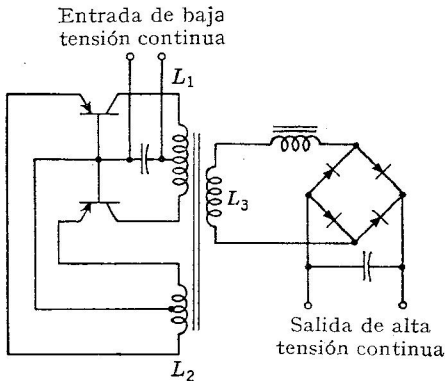 Entrada de baja
tensión continua
L₁
L₃
Salida de alta
tensión continua
L₂